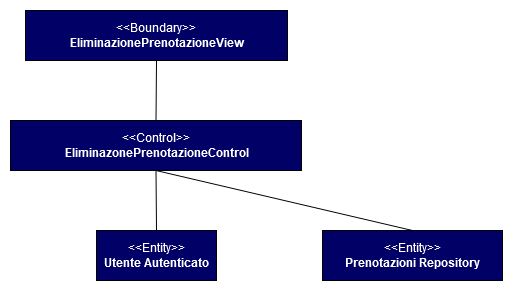 <<Boundary>>
EliminazionePrenotazioneView
<<Control>>
EliminazonePrenotazioneControl
<<Entity>>
Utente Autenticato
<<Entity>>
Prenotazioni Repository